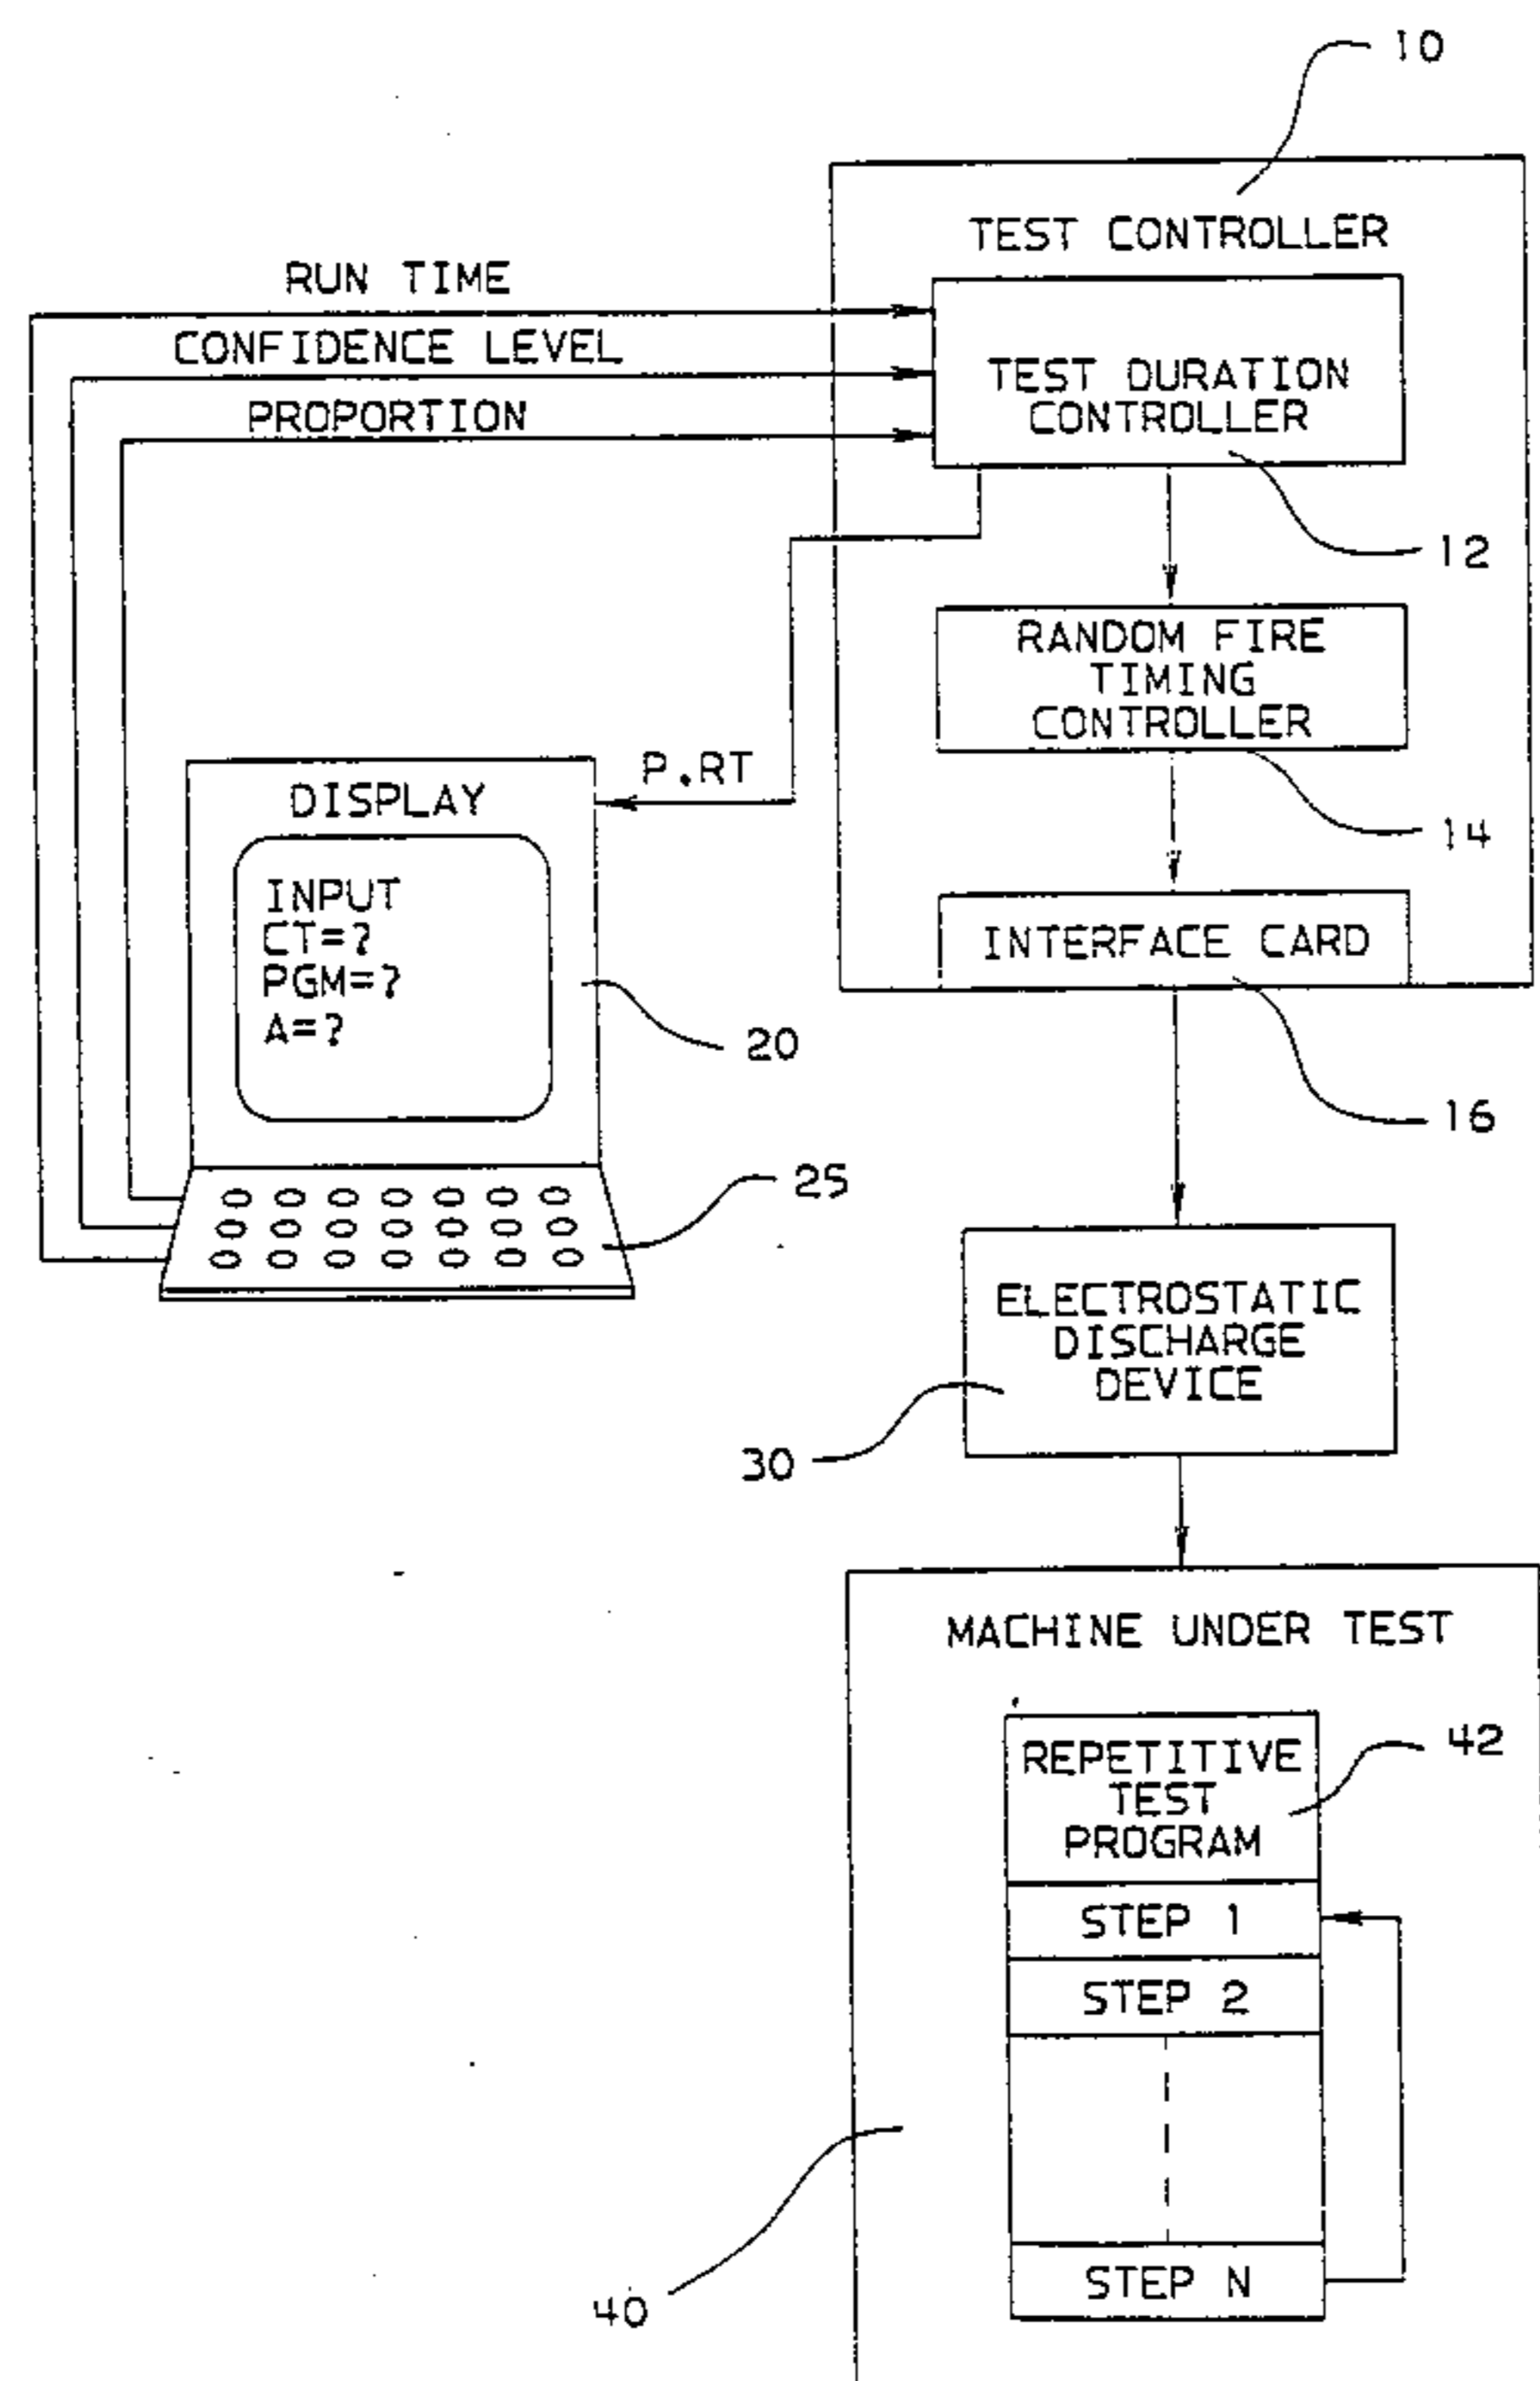 10
TEST CONTROLLER
RUN TIME
CONFIDENCE LEVEL
PROPORTION
TEST DURATION
CONTROLLER
12
RANDOM FIRE
TIMING
CONTROLLER
14
P.RT
DISPLAY
INPUT
CT=?
PGM=?
A=?
20
INTERFACE CARD
16
25
ELECTROSTATIC
DISCHARGE
DEVICE
30
MACHINE UNDER TEST
REPETITIVE
TEST
PROGRAM
42
STEP 1
STEP 2
STEP N
40